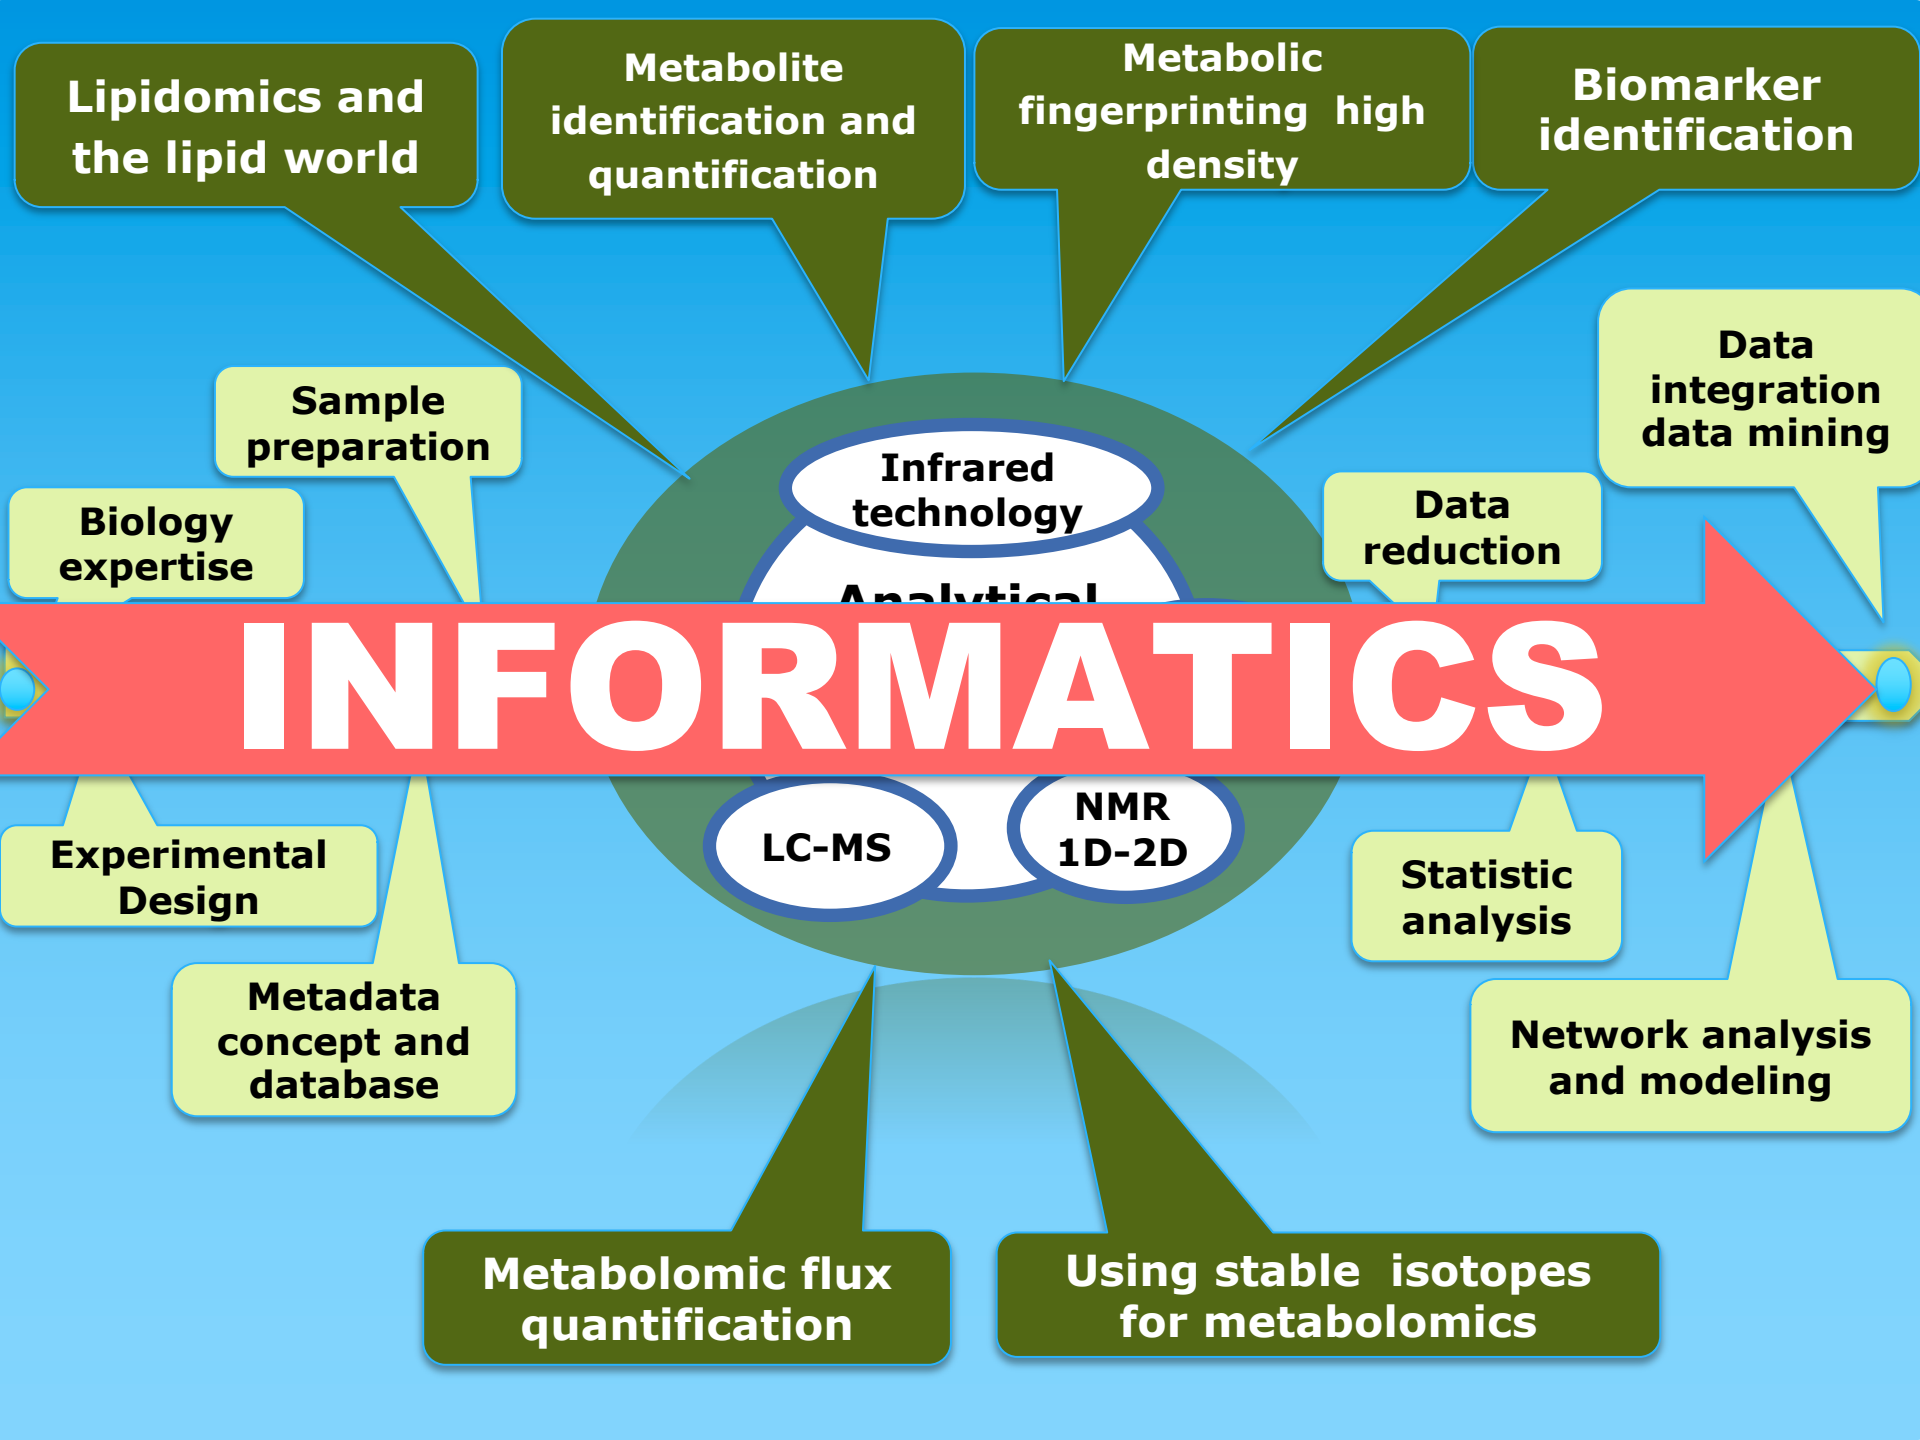 Lipidomics and
the lipid world
Metabolite
identification and
quantification
Metabolic
fingerprinting  high
density
Biomarker
identification
Data
integration
data mining
Sample
preparation
Biology
expertise
Infrared
technology
Data
reduction
Analytical
INFORMATICS
LC-MS
NMR
1D-2D
Experimental
Design
Statistic
analysis
Metadata
concept and
database
Network analysis
and modeling
Metabolomic flux
quantification
Using stable  isotopes
for metabolomics